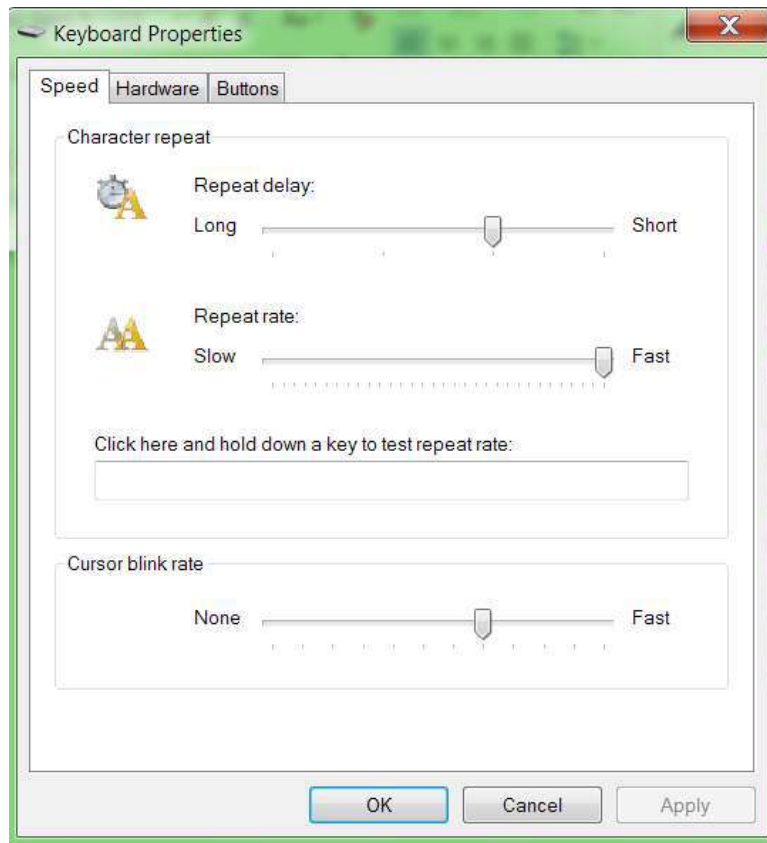 Keyboard Properties
Speed Hardware Buttons
Character repeat
Repeat delay:
Long Short
Repeat rate:
Slow Fast
Click here and hold down a key to test repeat rate:
Cursor blink rate
None Fast
OK Cancel Apply